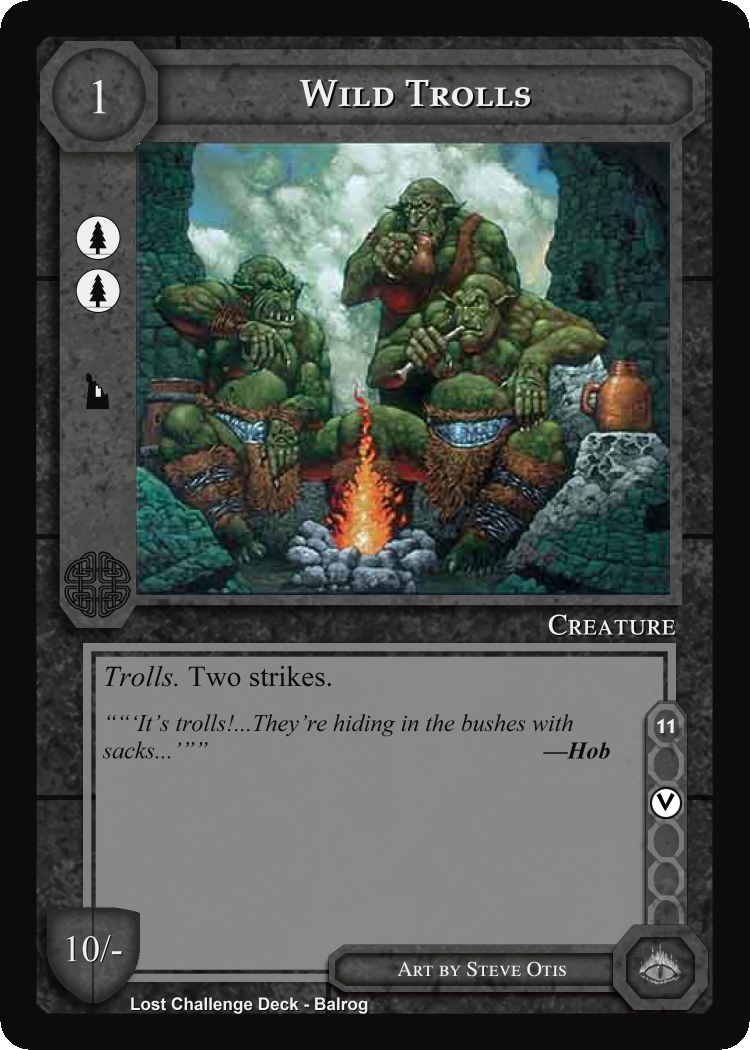 1
WILD TROLLS
CREATURE
Trolls. Two strikes.
““‘It’s trolls!...They’re hiding in the bushes with
sacks...’”” —Hob
11
V
10/-
ART BY STEVE OTIS
Lost Challenge Deck - Balrog